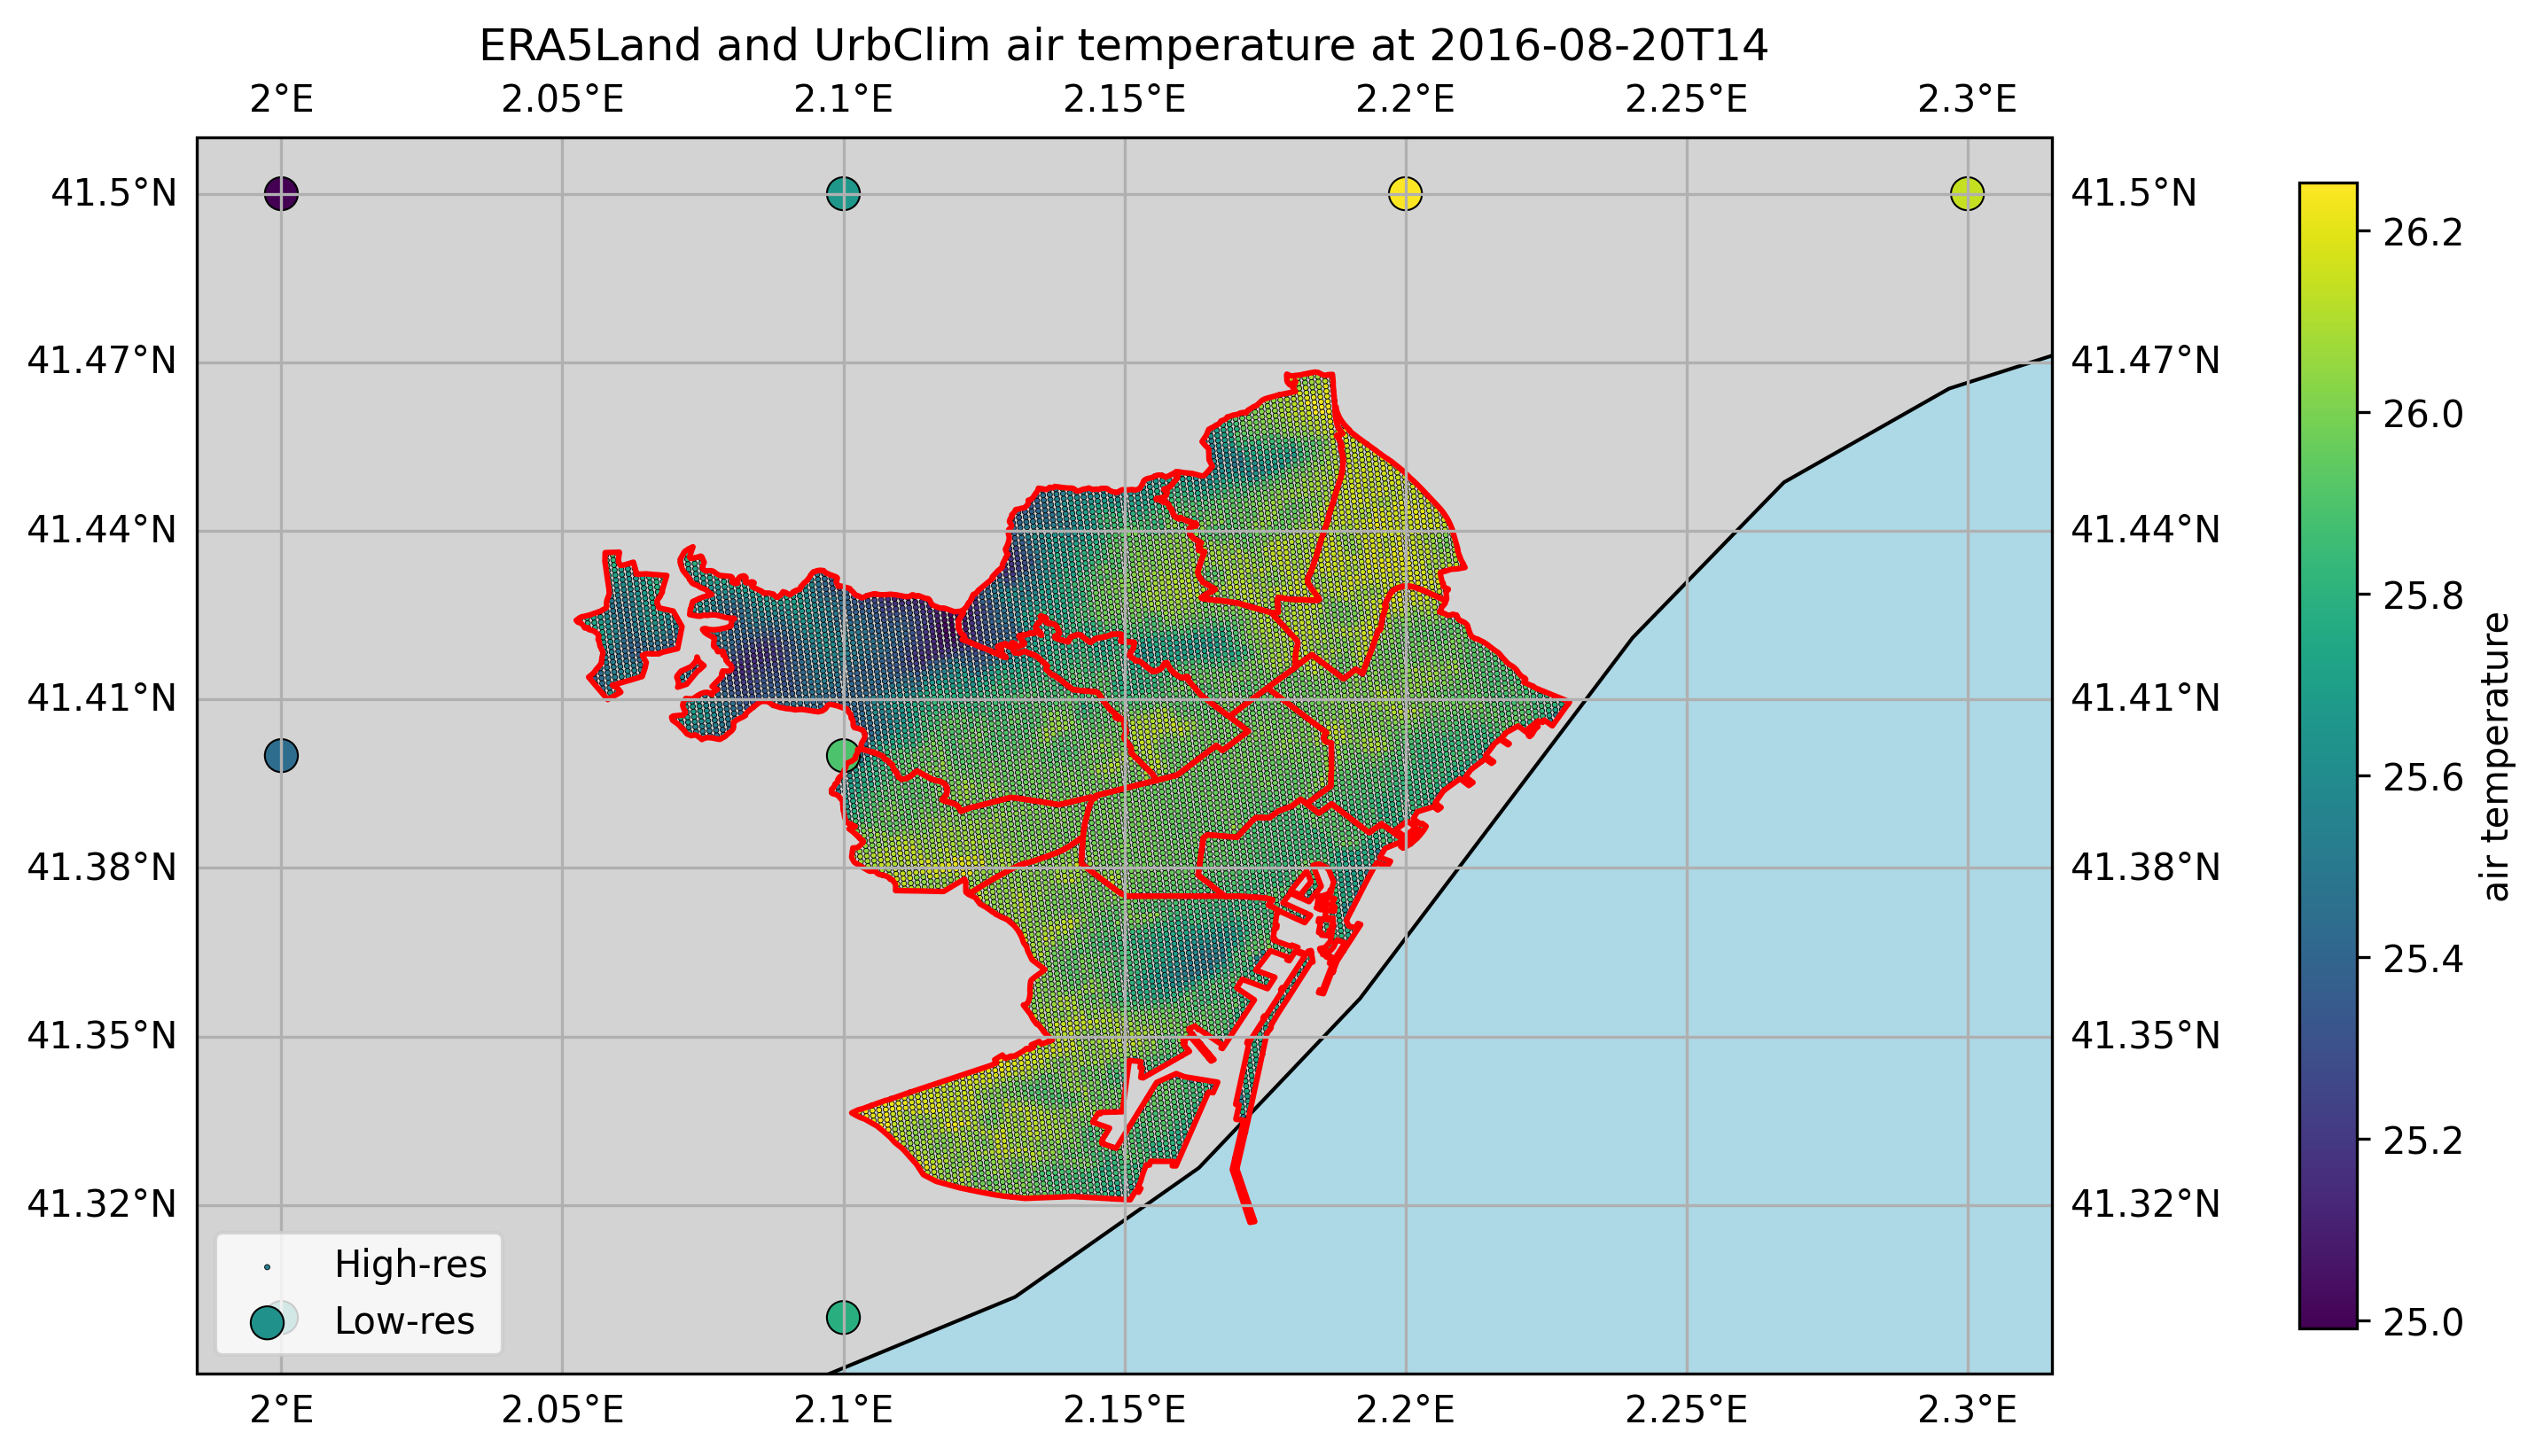 ERA5Land and UrbClim air temperature at 2016-08-20T14
2°E 2.05°E 2.1°E 2.15°E 2.2°E 2.25°E 2.3°E
41.5°N 41.5°N
41.47°N 41.47°N
41.44°N 41.44°N
41.41°N 41.41°N
41.38°N 41.38°N
41.35°N 41.35°N
41.32°N 41.32°N
High-res
Low-res
2°E 2.05°E 2.1°E 2.15°E 2.2°E 2.25°E 2.3°E
26.2
26.0
25.8
25.6
25.4
25.2
25.0
air temperature